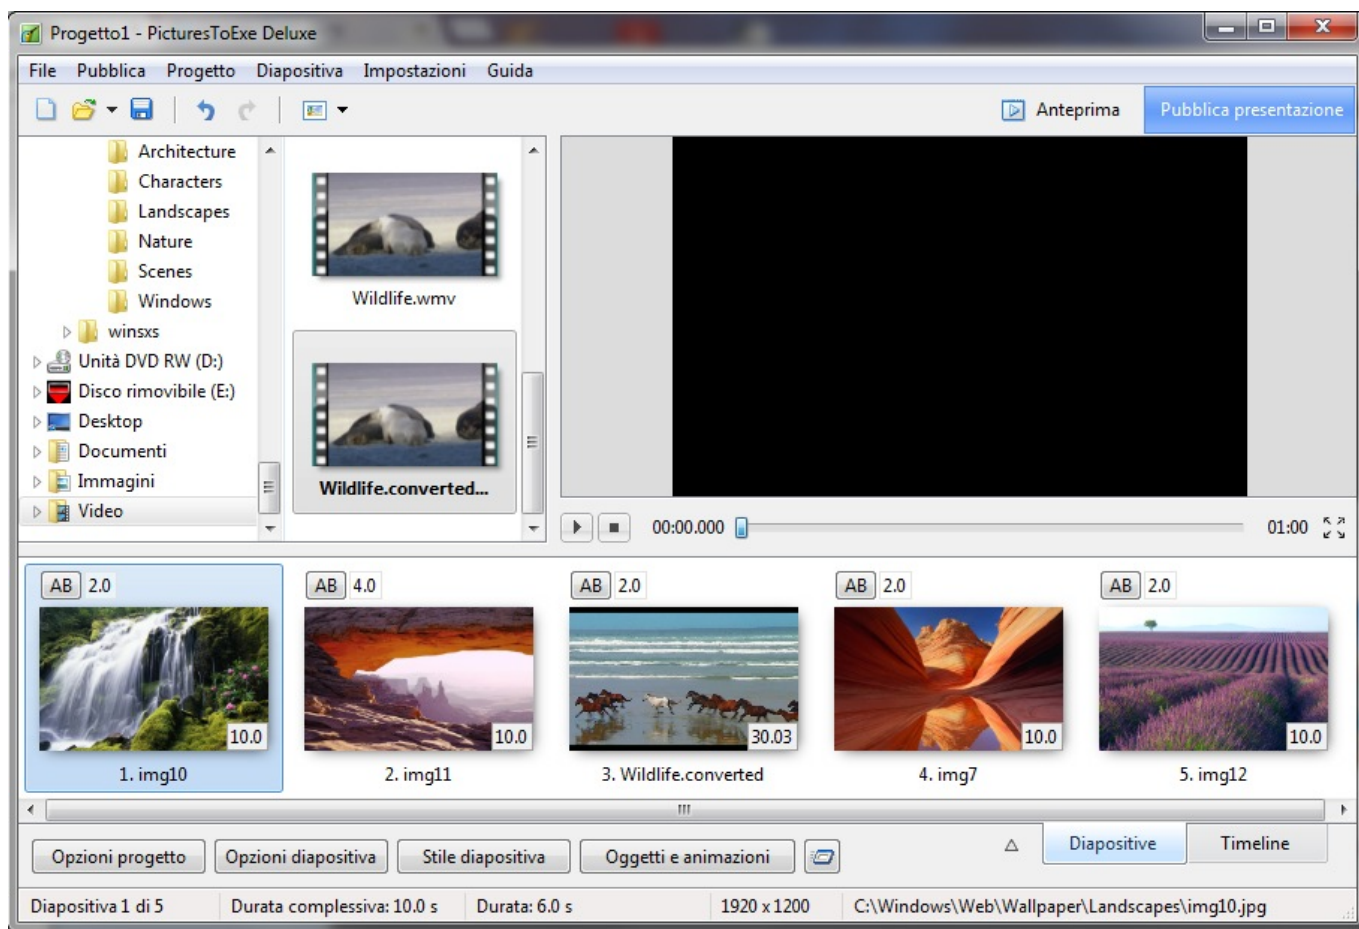 Progetto1 - PicturesToExe Deluxe
File Pubblica Progetto Diapositiva Impostazioni Guida
Anteprima Pubblica presentazione
Architecture
Characters
Landscapes
Nature
Scenes
Windows
winsxs
Unità DVD RW (D:)
Disco rimovibile (E:)
Desktop
Documenti
Immagini
Video
Wildlife.wmv
Wildlife.converted...
00:00.000 01:00
AB 2.0 AB 4.0 AB 2.0 AB 2.0 AB 2.0
10.0 10.0 30.03 10.0 10.0
1. img10 2. img11 3. Wildlife.converted 4. img7 5. img12
Opzioni progetto Opzioni diapositiva Stile diapositiva Oggetti e animazioni Diapositive Timeline
Diapositiva 1 di 5 Durata complessiva: 10.0 s Durata: 6.0 s 1920 x 1200 C:\Windows\Web\Wallpaper\Landscapes\img10.jpg